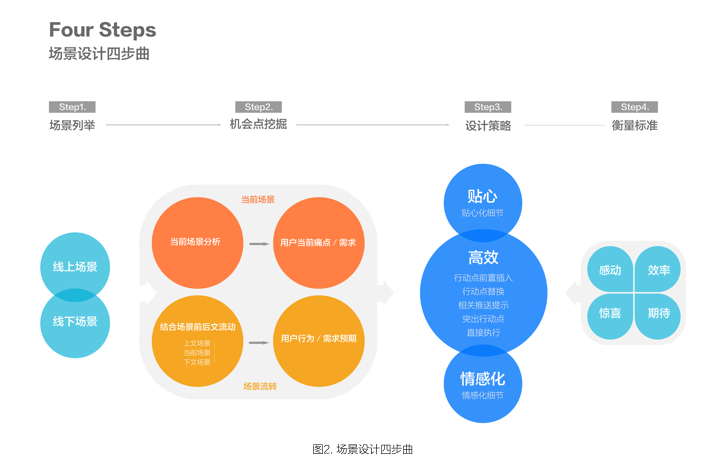 Four Steps
场景设计四步曲
Step1.
场景列举
Step2.
机会点挖掘
Step3.
设计策略
Step4.
衡量标准
线上场景
线下场景
当前场景
当前场景分析
用户当前痛点 / 需求
结合场景前后文流动
上文场景
当前场景
下文场景
用户行为 / 需求预期
场景流转
贴心
贴心化细节
高效
行动点前置插入
行动点替换
相关推送提示
突出行动点
直接执行
情感化
情感化细节
感动
效率
惊喜
期待
图2. 场景设计四步曲